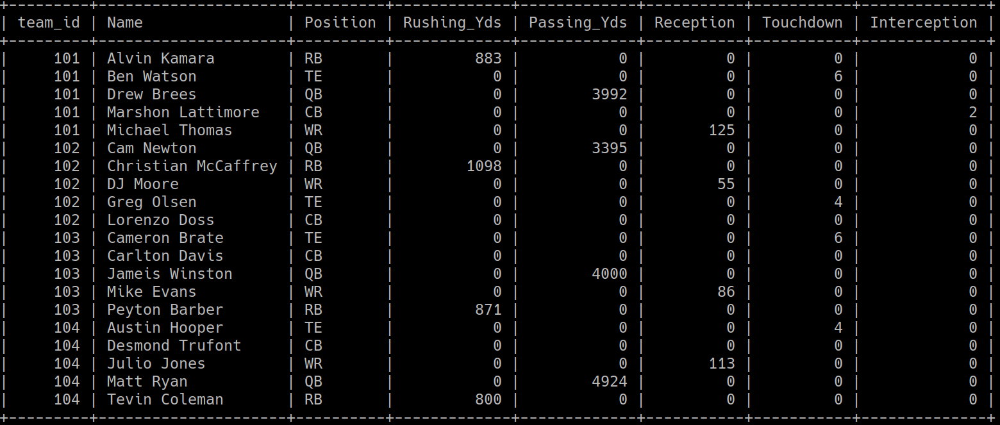 +---------+---------------------+----------+-------------+-------------+-----------+-----------+--------------+
| team_id | Name                | Position | Rushing_Yds | Passing_Yds | Reception | Touchdown | Interception |
+---------+---------------------+----------+-------------+-------------+-----------+-----------+--------------+
|     101 | Alvin Kamara        | RB       |         883 |           0 |         0 |         0 |            0 |
|     101 | Ben Watson          | TE       |           0 |           0 |         0 |         6 |            0 |
|     101 | Drew Brees          | QB       |           0 |        3992 |         0 |         0 |            0 |
|     101 | Marshon Lattimore   | CB       |           0 |           0 |         0 |         0 |            2 |
|     101 | Michael Thomas      | WR       |           0 |           0 |       125 |         0 |            0 |
|     102 | Cam Newton          | QB       |           0 |        3395 |         0 |         0 |            0 |
|     102 | Christian McCaffrey | RB       |        1098 |           0 |         0 |         0 |            0 |
|     102 | DJ Moore            | WR       |           0 |           0 |        55 |         0 |            0 |
|     102 | Greg Olsen          | TE       |           0 |           0 |         0 |         4 |            0 |
|     102 | Lorenzo Doss        | CB       |           0 |           0 |         0 |         0 |            0 |
|     103 | Cameron Brate       | TE       |           0 |           0 |         0 |         6 |            0 |
|     103 | Carlton Davis       | CB       |           0 |           0 |         0 |         0 |            0 |
|     103 | Jameis Winston      | QB       |           0 |        4000 |         0 |         0 |            0 |
|     103 | Mike Evans          | WR       |           0 |           0 |        86 |         0 |            0 |
|     103 | Peyton Barber       | RB       |         871 |           0 |         0 |         0 |            0 |
|     104 | Austin Hooper       | TE       |           0 |           0 |         0 |         4 |            0 |
|     104 | Desmond Trufont     | CB       |           0 |           0 |         0 |         0 |            0 |
|     104 | Julio Jones         | WR       |           0 |           0 |       113 |         0 |            0 |
|     104 | Matt Ryan           | QB       |           0 |        4924 |         0 |         0 |            0 |
|     104 | Tevin Coleman       | RB       |         800 |           0 |         0 |         0 |            0 |
+---------+---------------------+----------+-------------+-------------+-----------+-----------+--------------+